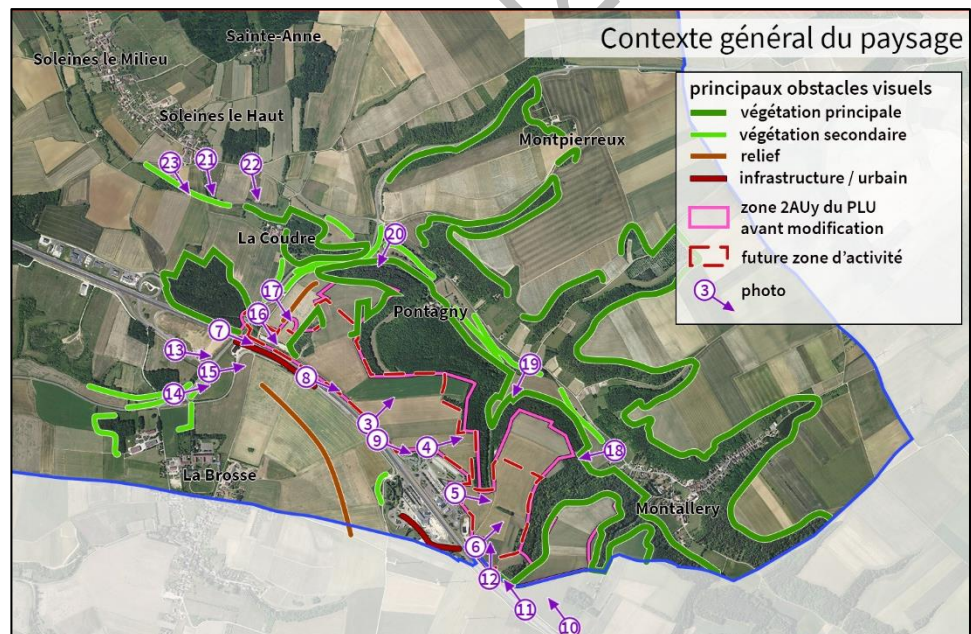 Contexte général du paysage
principaux obstacles visuels
végétation principale
végétation secondaire
relief
infrastructure / urbain
zone 2AUy du PLU
avant modification
future zone d'activité
3 photo
Sainte-Anne
Soleines le Milieu
Soleines le Haut
Montpierreux
23 21 22
La Coudre
20
17
Pontagny
16
7
13
15
8
19
14
3
9 4
18
La Brosse
5
Montallery
6
12
11
10